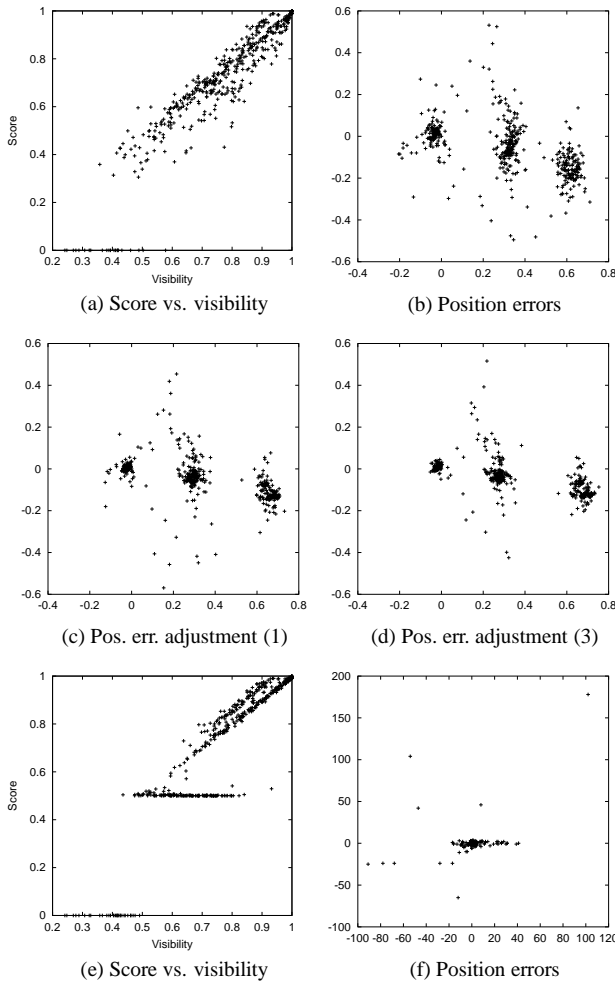 1
0.8
0.6
0.4
0.2
0
Score
0.2 0.3 0.4 0.5 0.6 0.7 0.8 0.9 1
Visibility
(a) Score vs. visibility
0.6
0.4
0.2
0
-0.2
-0.4
-0.6
-0.4 -0.2 0 0.2 0.4 0.6 0.8
(b) Position errors
0.6
0.4
0.2
0
-0.2
-0.4
-0.6
-0.4 -0.2 0 0.2 0.4 0.6 0.8
(c) Pos. err. adjustment (1)
0.6
0.4
0.2
0
-0.2
-0.4
-0.6
-0.4 -0.2 0 0.2 0.4 0.6 0.8
(d) Pos. err. adjustment (3)
1
0.8
0.6
0.4
0.2
0
Score
0.2 0.3 0.4 0.5 0.6 0.7 0.8 0.9 1
Visibility
(e) Score vs. visibility
200
150
100
50
0
-50
-100
-100 -80 -60 -40 -20 0 20 40 60 80 100 120
(f) Position errors